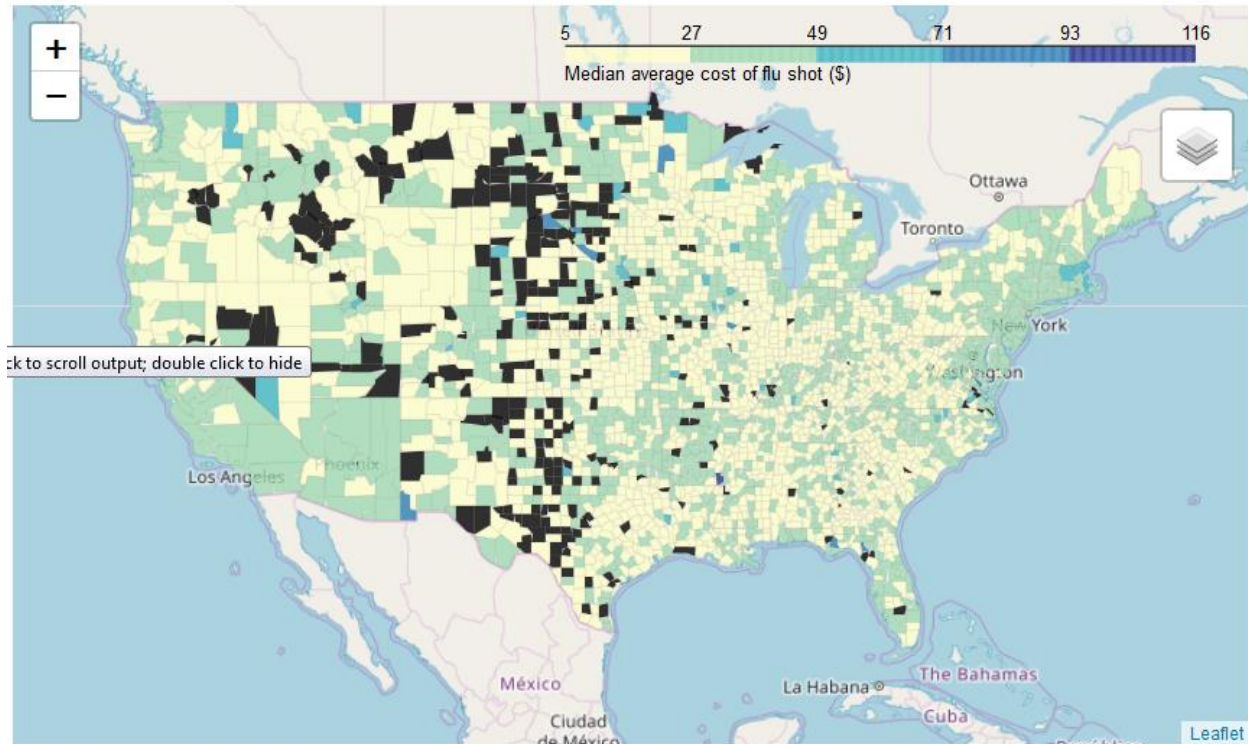 +
−
5 27 49 71 93 116
Median average cost of flu shot ($)
Ottawa
Toronto
New York
Washington
ck to scroll output; double click to hide
Los Angeles
Phoenix
México
Ciudad
de México
La Habana
The Bahamas
Cuba
Leaflet